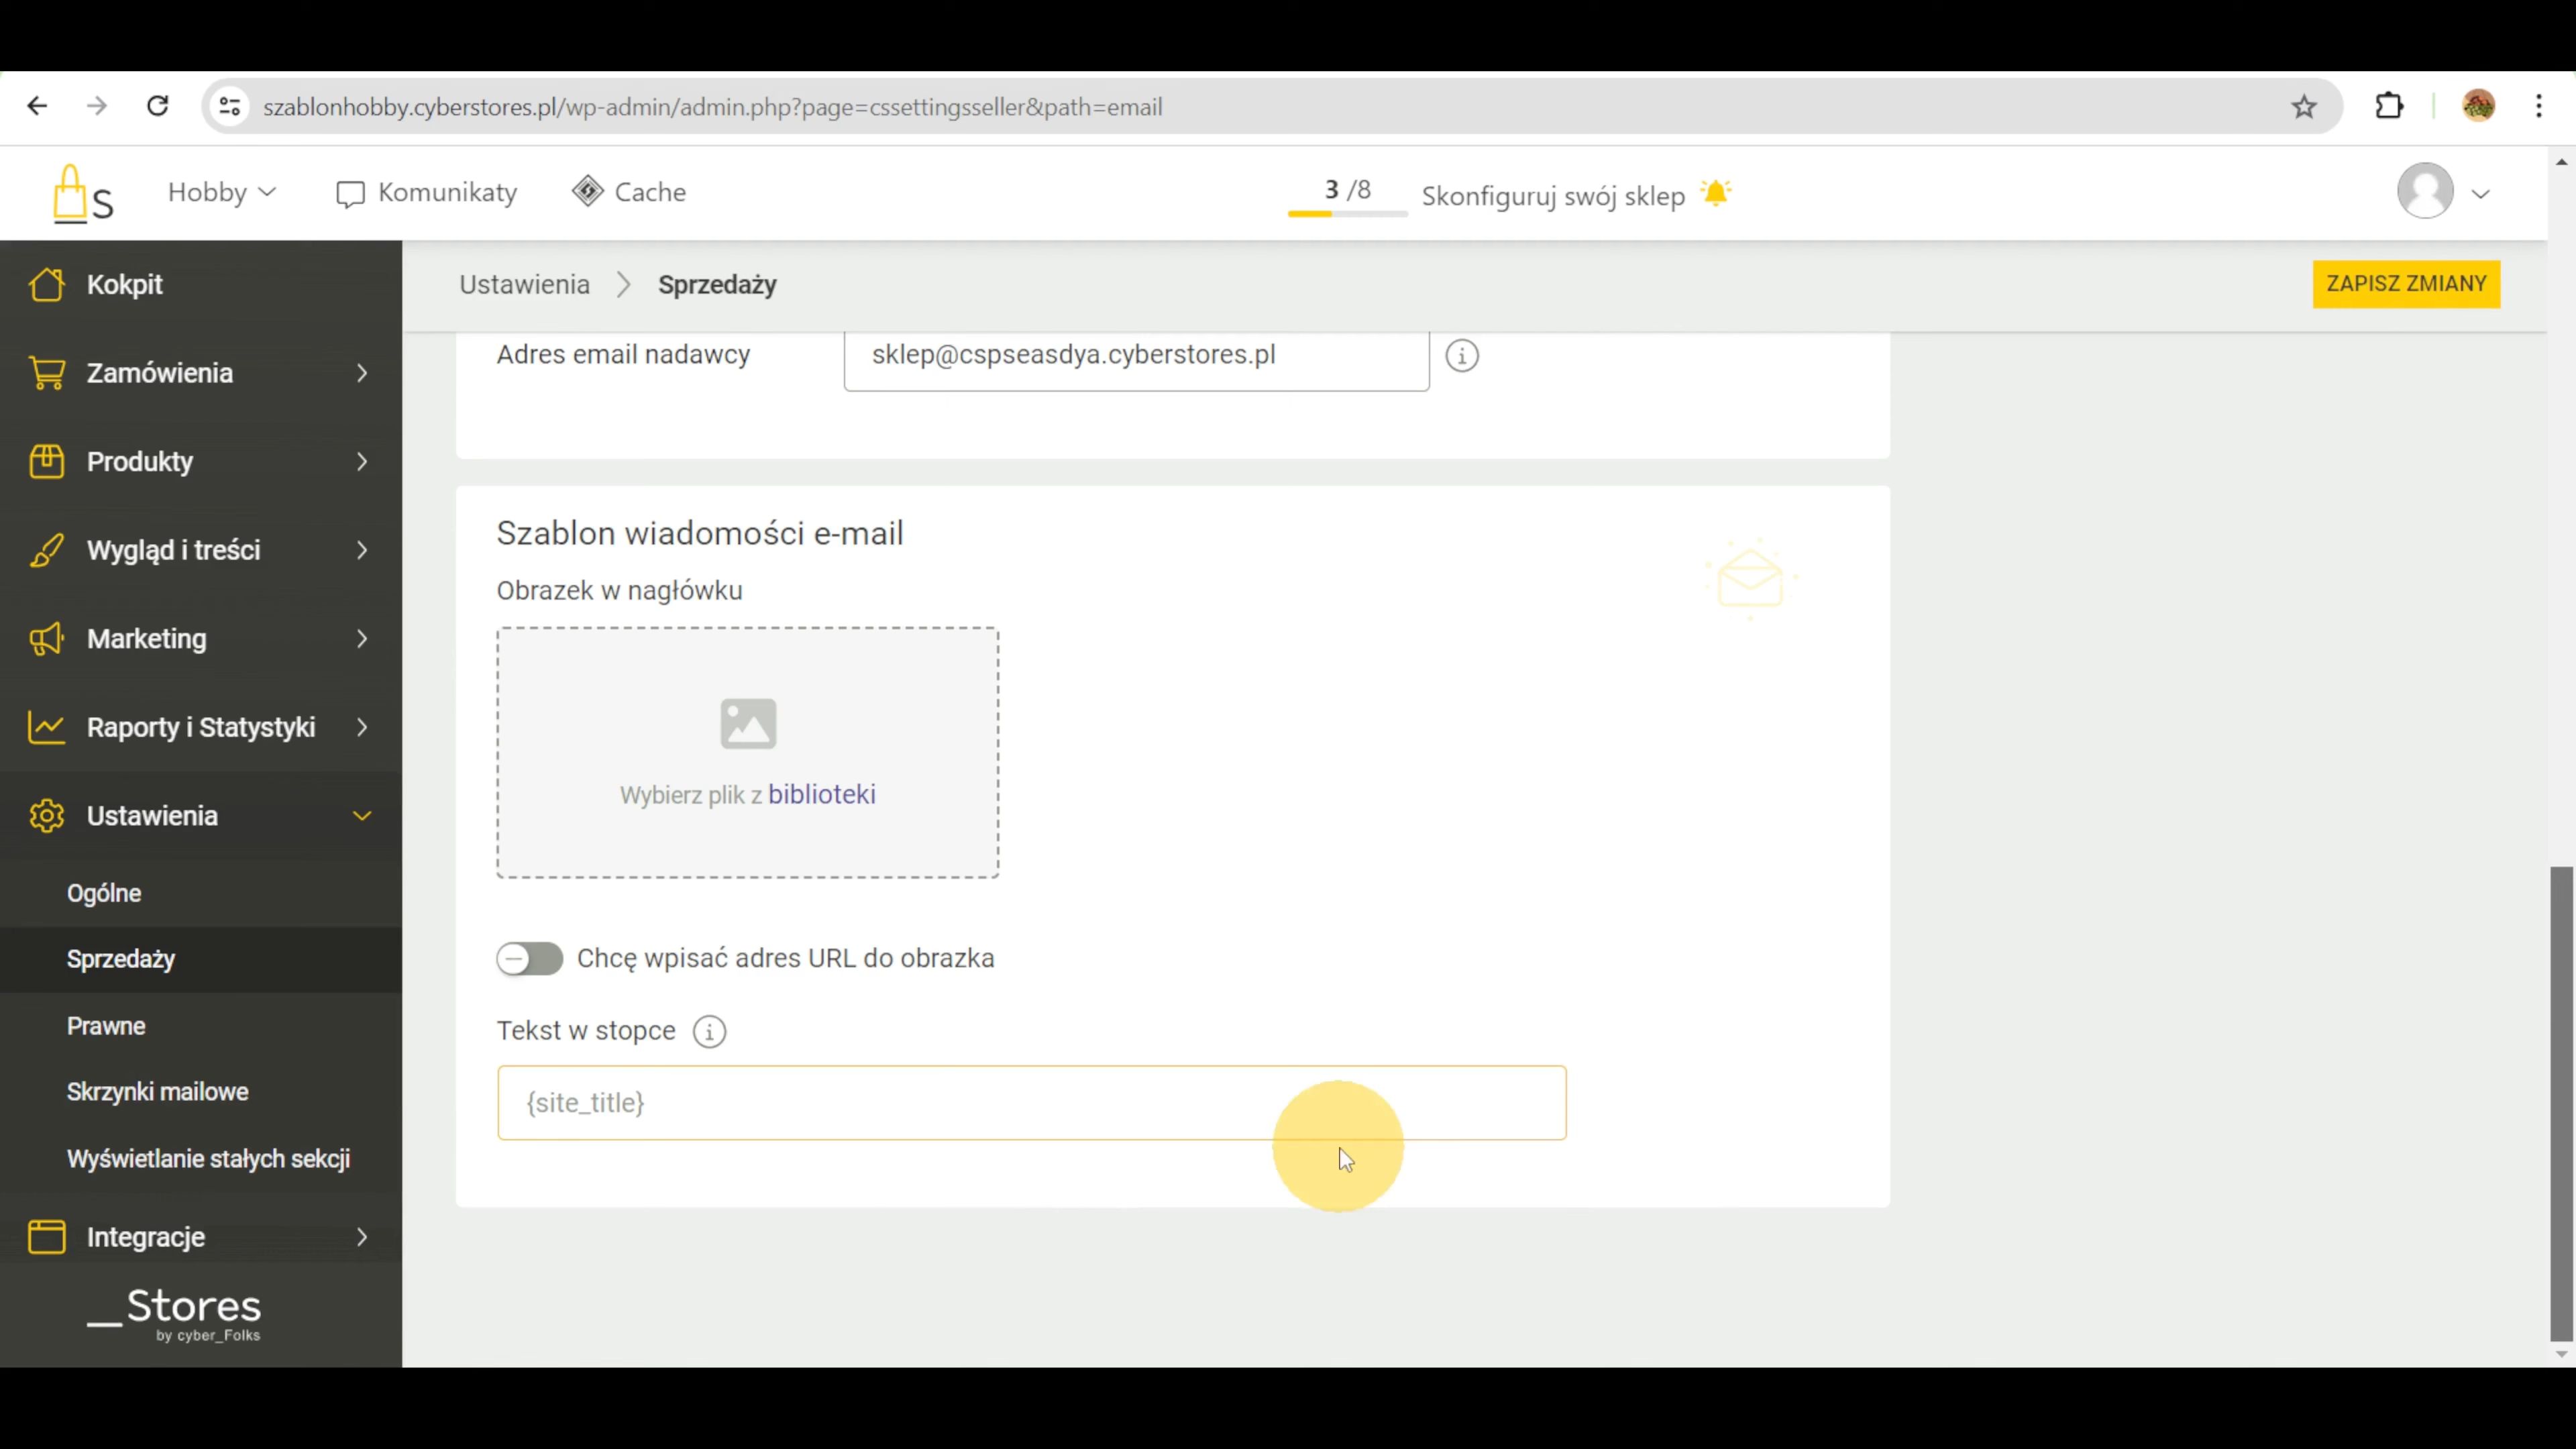 szablonhobby.cyberstores.pl/wp-admin/admin.php?page=cssettingsseller&path=email
S
Hobby
Komunikaty
Cache
3 /8
Skonfiguruj swój sklep
Kokpit
Zamówienia
Produkty
Wygląd i treści
Marketing
Raporty i Statystyki
Ustawienia
Ogólne
Sprzedaży
Prawne
Skrzynki mailowe
Wyświetlanie stałych sekcji
Integracje
__Stores
by cyber_Folks
Ustawienia > Sprzedaży
ZAPISZ ZMIANY
Adres email nadawcy
sklep@cspseasdya.cyberstores.pl
Szablon wiadomości e-mail
Obrazek w nagłówku
Wybierz plik z biblioteki
Chcę wpisać adres URL do obrazka
Tekst w stopce
{site_title}